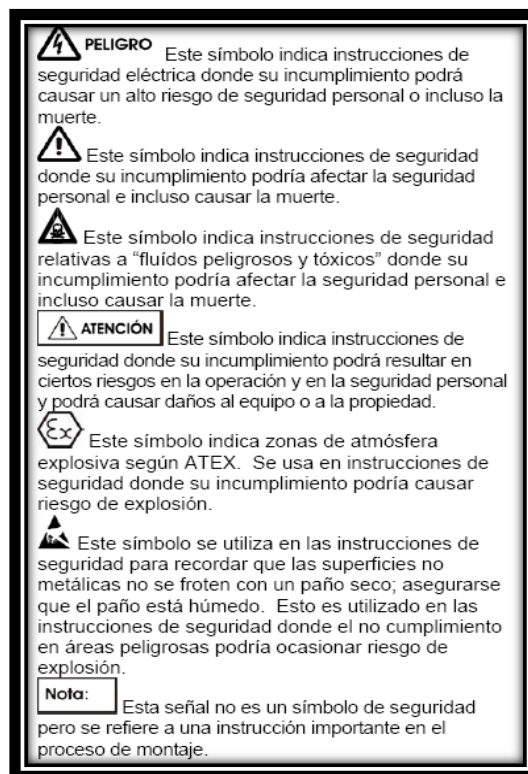 PELIGRO Este símbolo indica instrucciones de
seguridad eléctrica donde su incumplimiento podrá
causar un alto riesgo de seguridad personal o incluso la
muerte.
Este símbolo indica instrucciones de seguridad
donde su incumplimiento podría afectar la seguridad
personal e incluso causar la muerte.
Este símbolo indica instrucciones de seguridad
relativas a “fluídos peligrosos y tóxicos” donde su
incumplimiento podría afectar la seguridad personal e
incluso causar la muerte.
ATENCIÓN Este símbolo indica instrucciones de
seguridad donde su incumplimiento podrá resultar en
ciertos riesgos en la operación y en la seguridad personal
y podrá causar daños al equipo o a la propiedad.
Ex Este símbolo indica zonas de atmósfera
explosiva según ATEX. Se usa en instrucciones de
seguridad donde su incumplimiento podría causar
riesgo de explosión.
Este símbolo se utiliza en las instrucciones de
seguridad para recordar que las superficies no
metálicas no se froten con un paño seco; asegurarse
que el paño está húmedo. Esto es utilizado en las
instrucciones de seguridad donde el no cumplimiento
en áreas peligrosas podría ocasionar riesgo de
explosión.
Nota: Esta señal no es un símbolo de seguridad
pero se refiere a una instrucción importante en el
proceso de montaje.